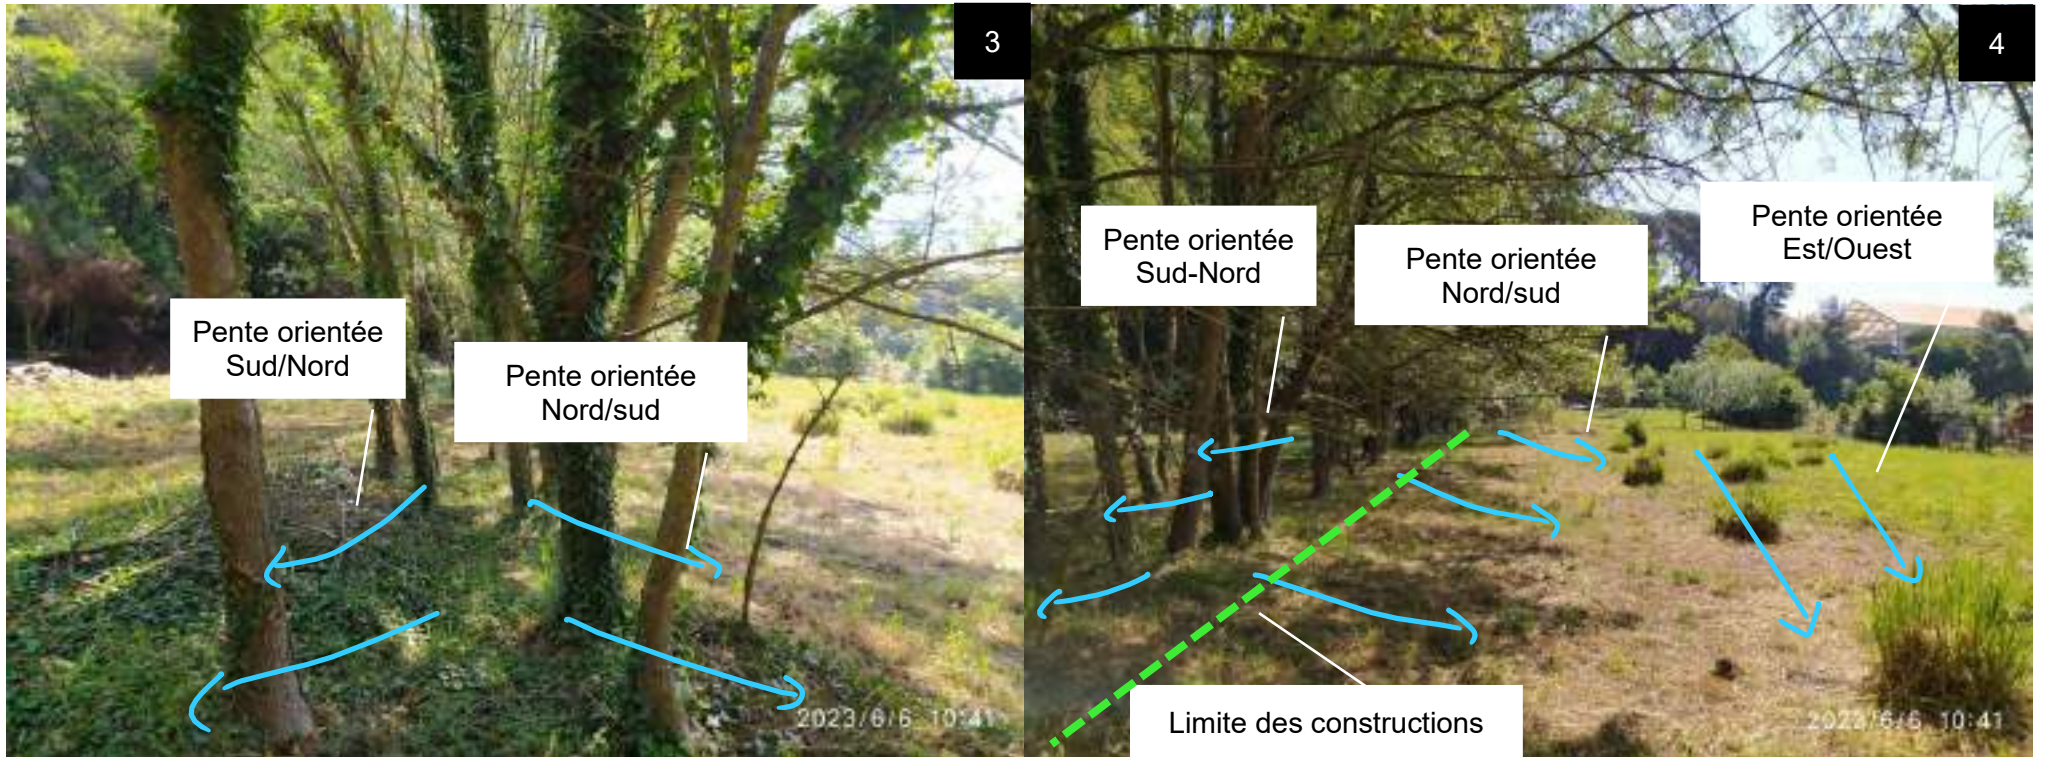 3
Pente orientée
Sud/Nord
Pente orientée
Nord/sud
2023/6/6 10:41
4
Pente orientée
Sud-Nord
Pente orientée
Nord/sud
Pente orientée
Est/Ouest
Limite des constructions
2023/6/6 10:41